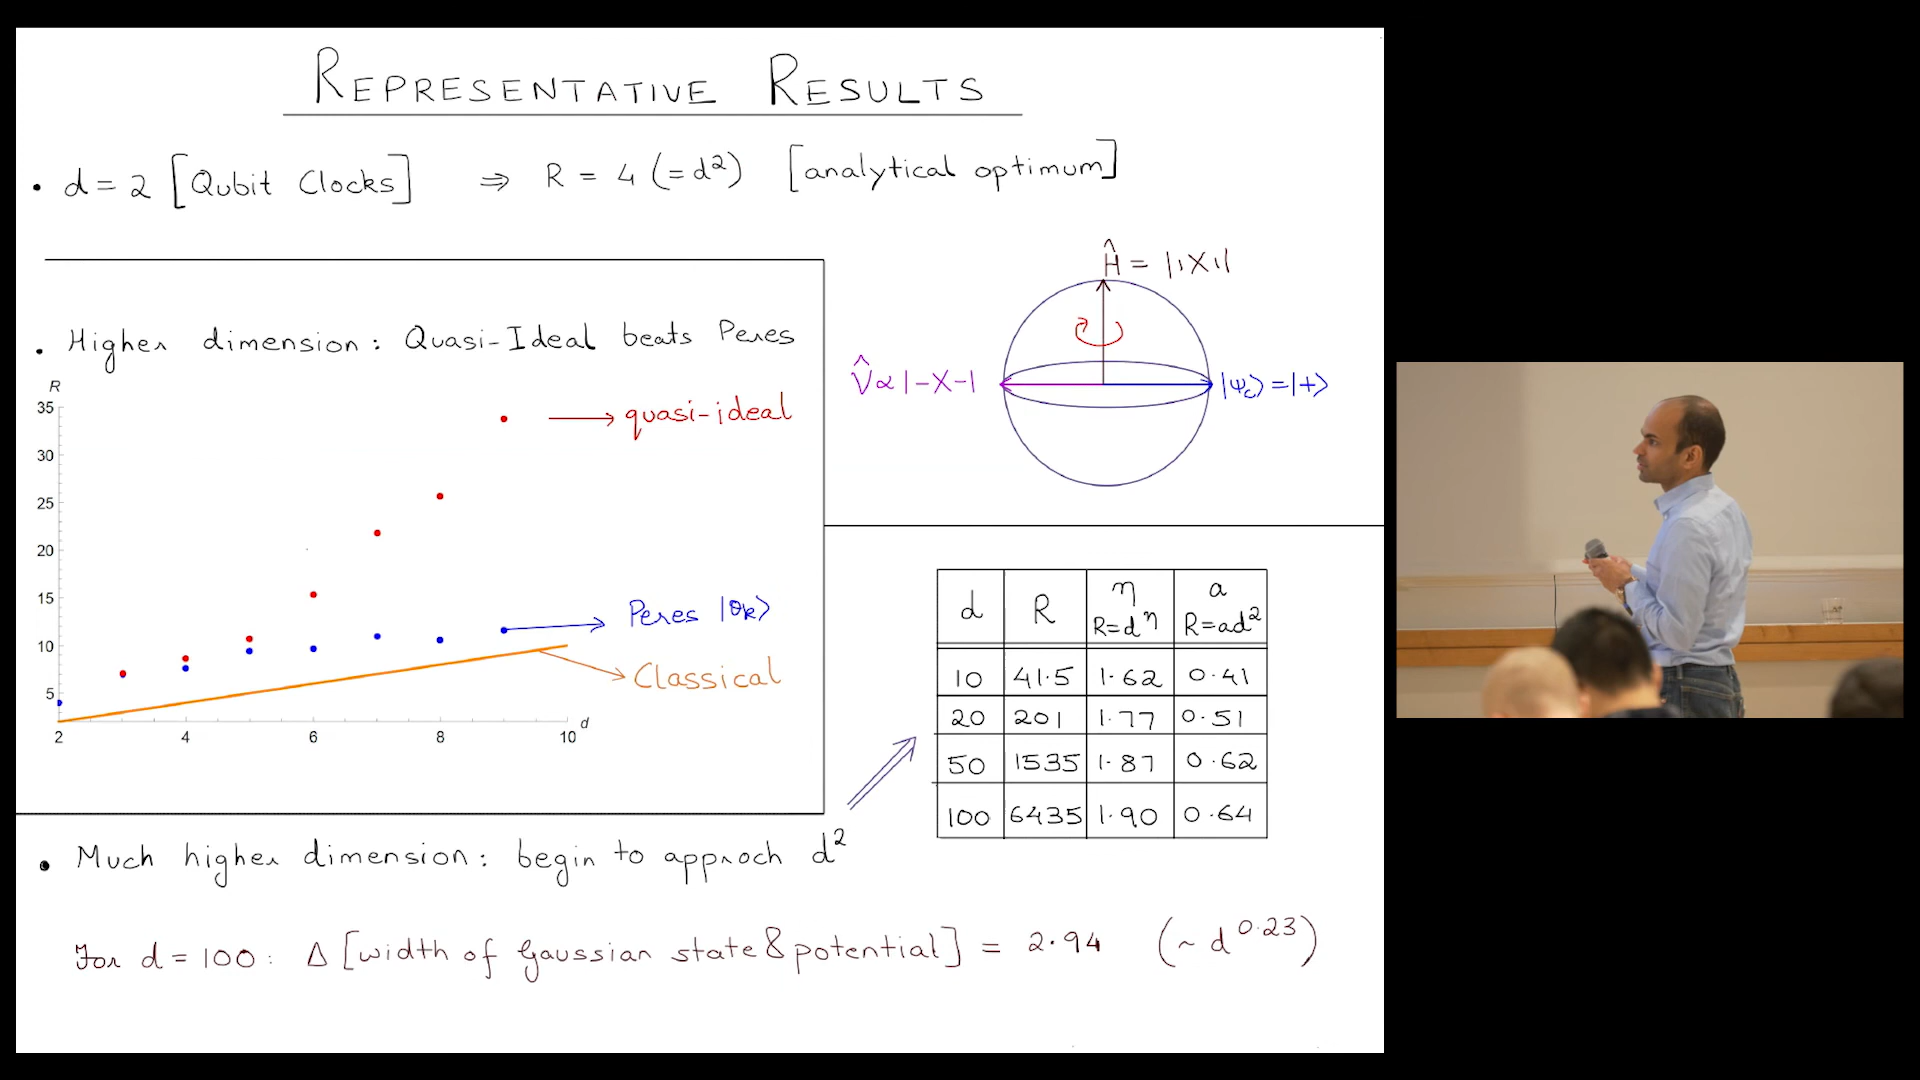 REPRESENTATIVE RESULTS
• d = 2 [Qubit Clocks] ⇒ R = 4 (= d²) [analytical optimum]
Ĥ = |1X1|
V̂ ∝ |-X-|
|ψc⟩ = |+⟩
• Higher dimension: Quasi-Ideal beats Peres
R
35
30
25
20
15
10
5
2 4 6 8 10 d
quasi-ideal
Peres |θk⟩
Classical
d R η R=d^η a R=ad²
10 41.5 1.62 0.41
20 201 1.77 0.51
50 1535 1.87 0.62
100 6435 1.90 0.64
• Much higher dimension: begin to approch d²
For d = 100: Δ [width of Gaussian state & potential] = 2.94 (~ d^0.23)